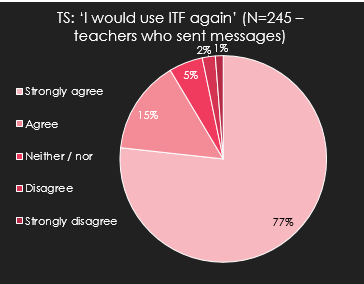 TS: ‘I would use ITF again’ (N=245 –
teachers who sent messages)
2% 1%
5%
Strongly agree
Agree
15%
Neither / nor
Disagree
Strongly disagree
77%